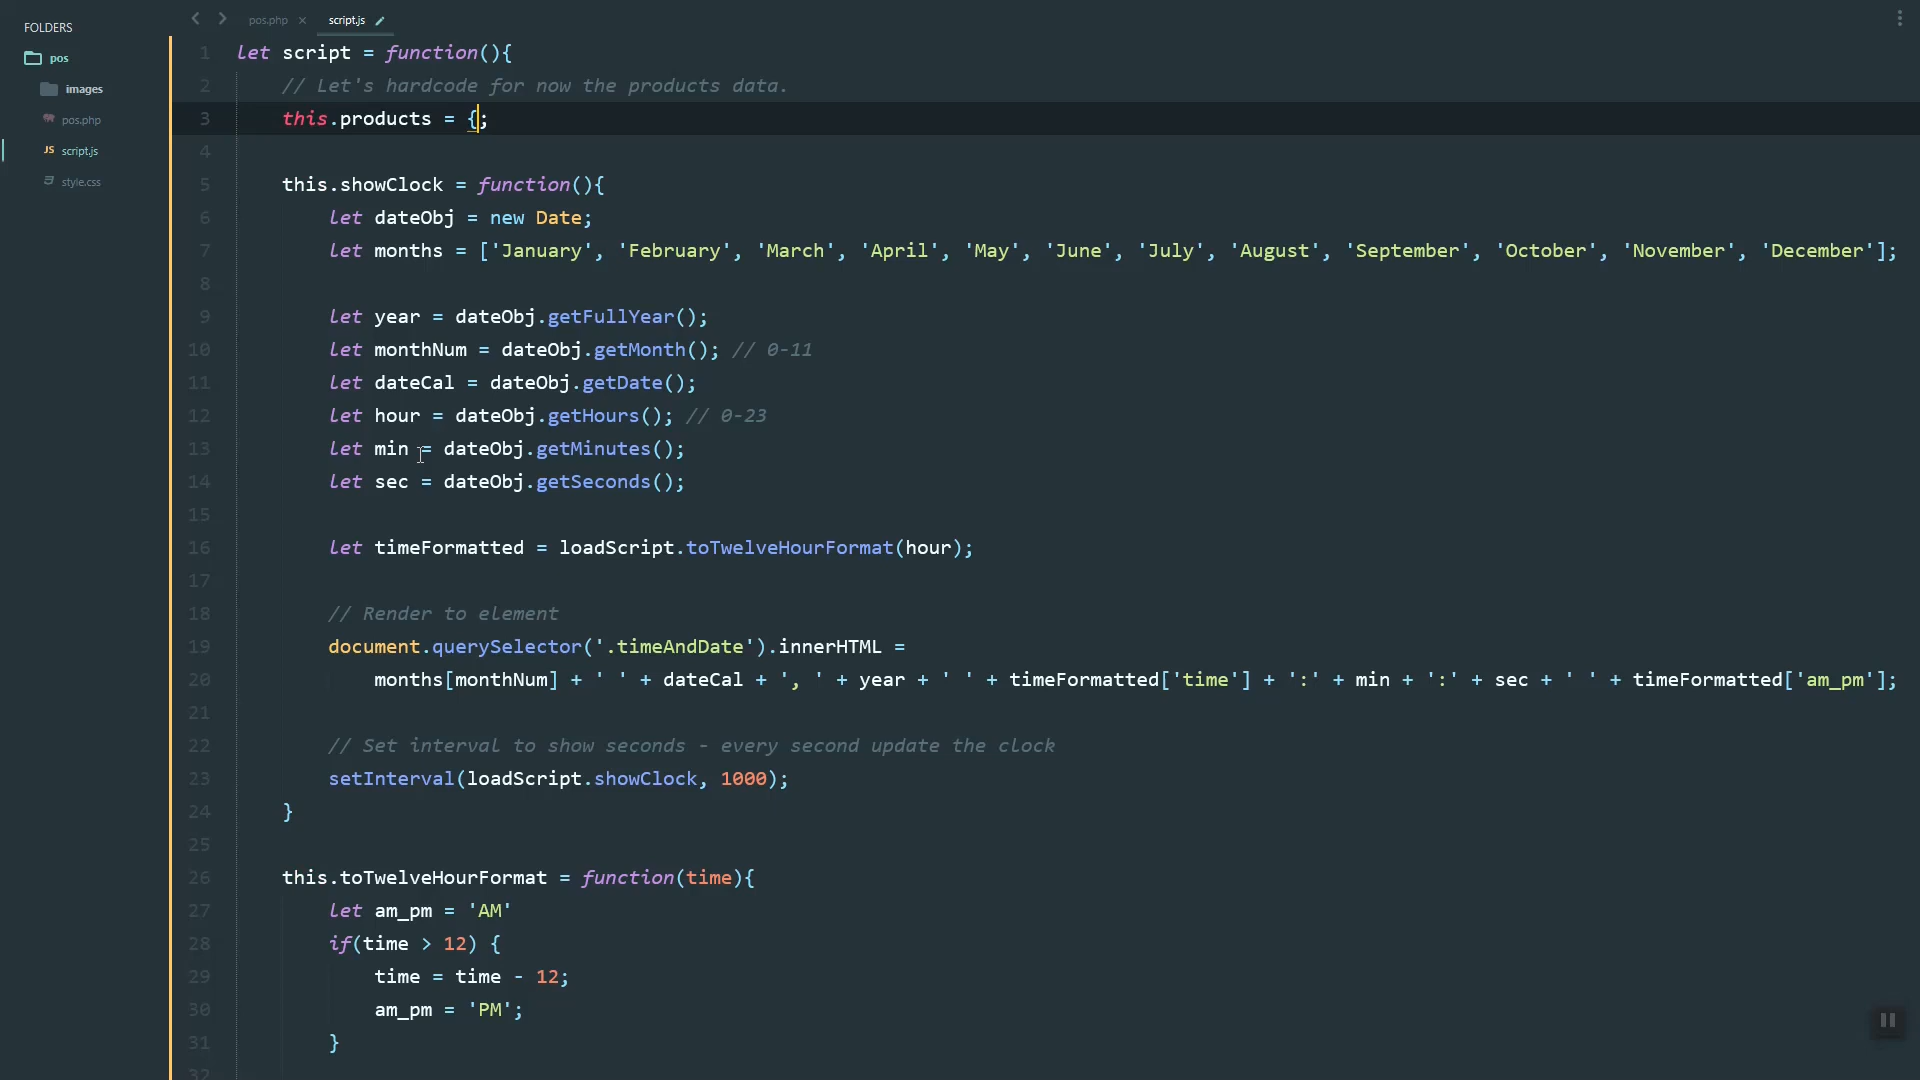 FOLDERS
pos
images
pos.php
JS script.js
style.css
pos.php ×
script.js
1 let script = function(){
2 // Let's hardcode for now the products data.
3 this.products = {;
4
5 this.showClock = function(){
6 let dateObj = new Date;
7 let months = ['January', 'February', 'March', 'April', 'May', 'June', 'July', 'August', 'September', 'October', 'November', 'December'];
8
9 let year = dateObj.getFullYear();
10 let monthNum = dateObj.getMonth(); // 0-11
11 let dateCal = dateObj.getDate();
12 let hour = dateObj.getHours(); // 0-23
13 let min = dateObj.getMinutes();
14 let sec = dateObj.getSeconds();
15
16 let timeFormatted = loadScript.toTwelveHourFormat(hour);
17
18 // Render to element
19 document.querySelector('.timeAndDate').innerHTML =
20 months[monthNum] + ' ' + dateCal + ', ' + year + ' ' + timeFormatted['time'] + ':' + min + ':' + sec + ' ' + timeFormatted['am_pm'];
21
22 // Set interval to show seconds - every second update the clock
23 setInterval(loadScript.showClock, 1000);
24 }
25
26 this.toTwelveHourFormat = function(time){
27 let am_pm = 'AM'
28 if(time > 12) {
29 time = time - 12;
30 am_pm = 'PM';
31 }
32